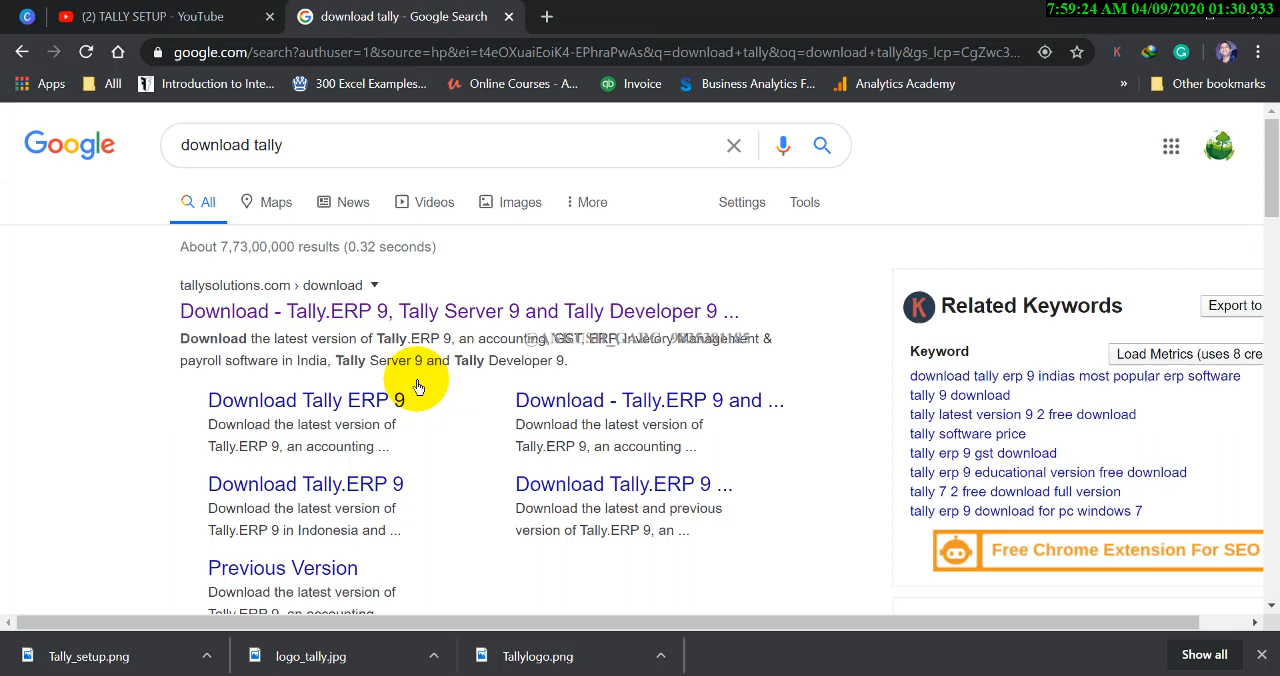 7:59:24 AM 04/09/2020 01:30.933
(2) TALLY SETUP - YouTube
download tally - Google Search
google.com/search?authuser=1&source=hp&ei=t4eOXuaiEoiK4-EPhraPwAs&q=download+tally&oq=download+tally&gs_lcp=CgZwc3...
Apps
Alll
Introduction to Inte...
300 Excel Examples...
Online Courses - A...
Invoice
Business Analytics F...
Analytics Academy
»
Other bookmarks
Google
download tally
All
Maps
News
Videos
Images
More
Settings
Tools
About 7,73,00,000 results (0.32 seconds)
tallysolutions.com › download
Download - Tally.ERP 9, Tally Server 9 and Tally Developer 9 ...
Download the latest version of Tally.ERP 9, an accounting, GST, ERP, Inventory Management &
payroll software in India, Tally Server 9 and Tally Developer 9.
Download Tally ERP 9
Download the latest version of
Tally.ERP 9, an accounting ...
Download - Tally.ERP 9 and ...
Download the latest version of
Tally.ERP 9, an accounting ...
Download Tally.ERP 9
Download the latest version of
Tally.ERP 9 in Indonesia and ...
Download Tally.ERP 9 ...
Download the latest and previous
version of Tally.ERP 9, an ...
Previous Version
Download the latest version of
Tally.ERP 9, an accounting
K Related Keywords
Export to
Keyword
Load Metrics (uses 8 cre
download tally erp 9 indias most popular erp software
tally 9 download
tally latest version 9 2 free download
tally software price
tally erp 9 gst download
tally erp 9 educational version free download
tally 7 2 free download full version
tally erp 9 download for pc windows 7
Free Chrome Extension For SEO
Tally_setup.png
logo_tally.jpg
Tallylogo.png
Show all